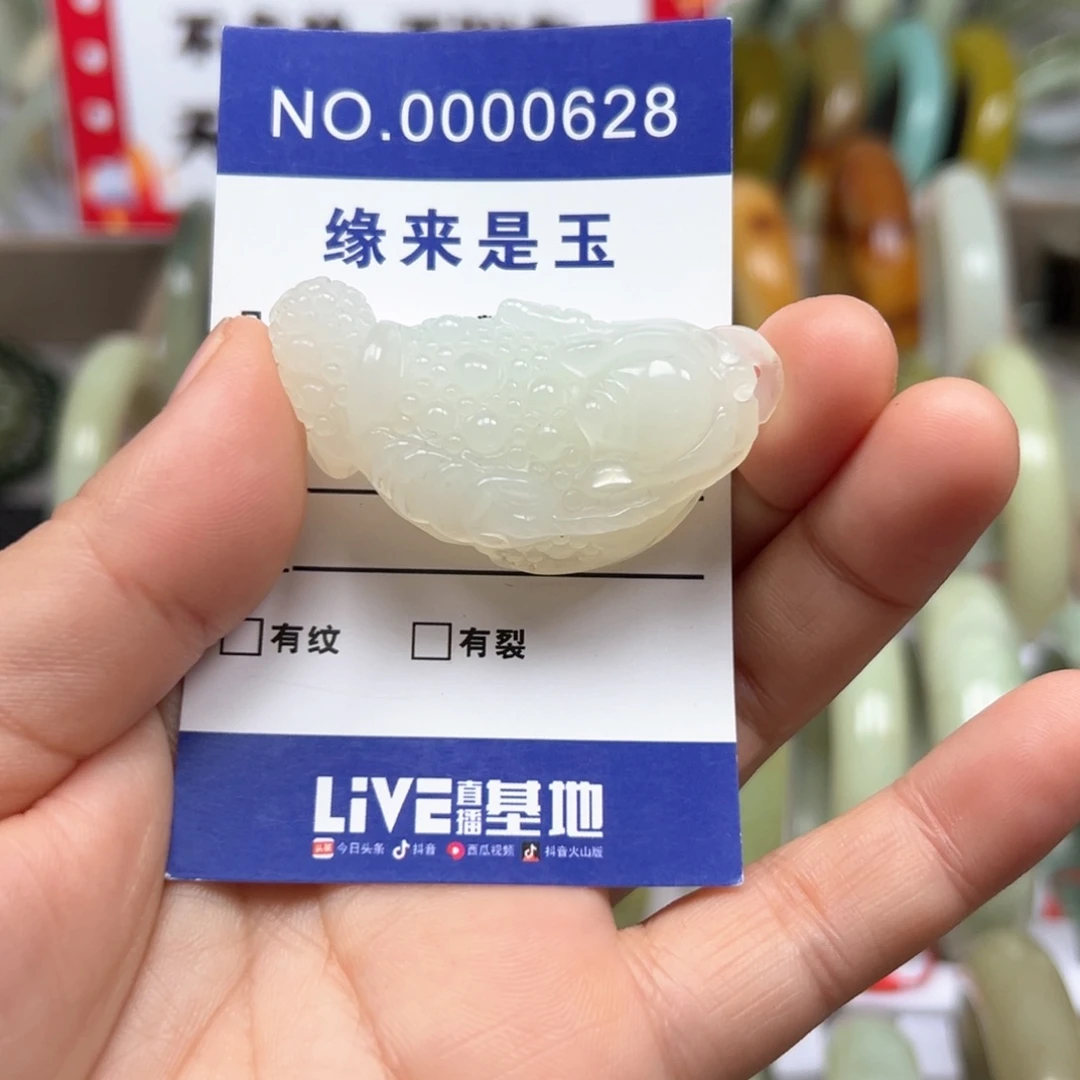 NO.0000628
缘来是玉
有纹 有裂
LiVE直播基地
今日头条 抖音 西瓜视频 抖音火山版